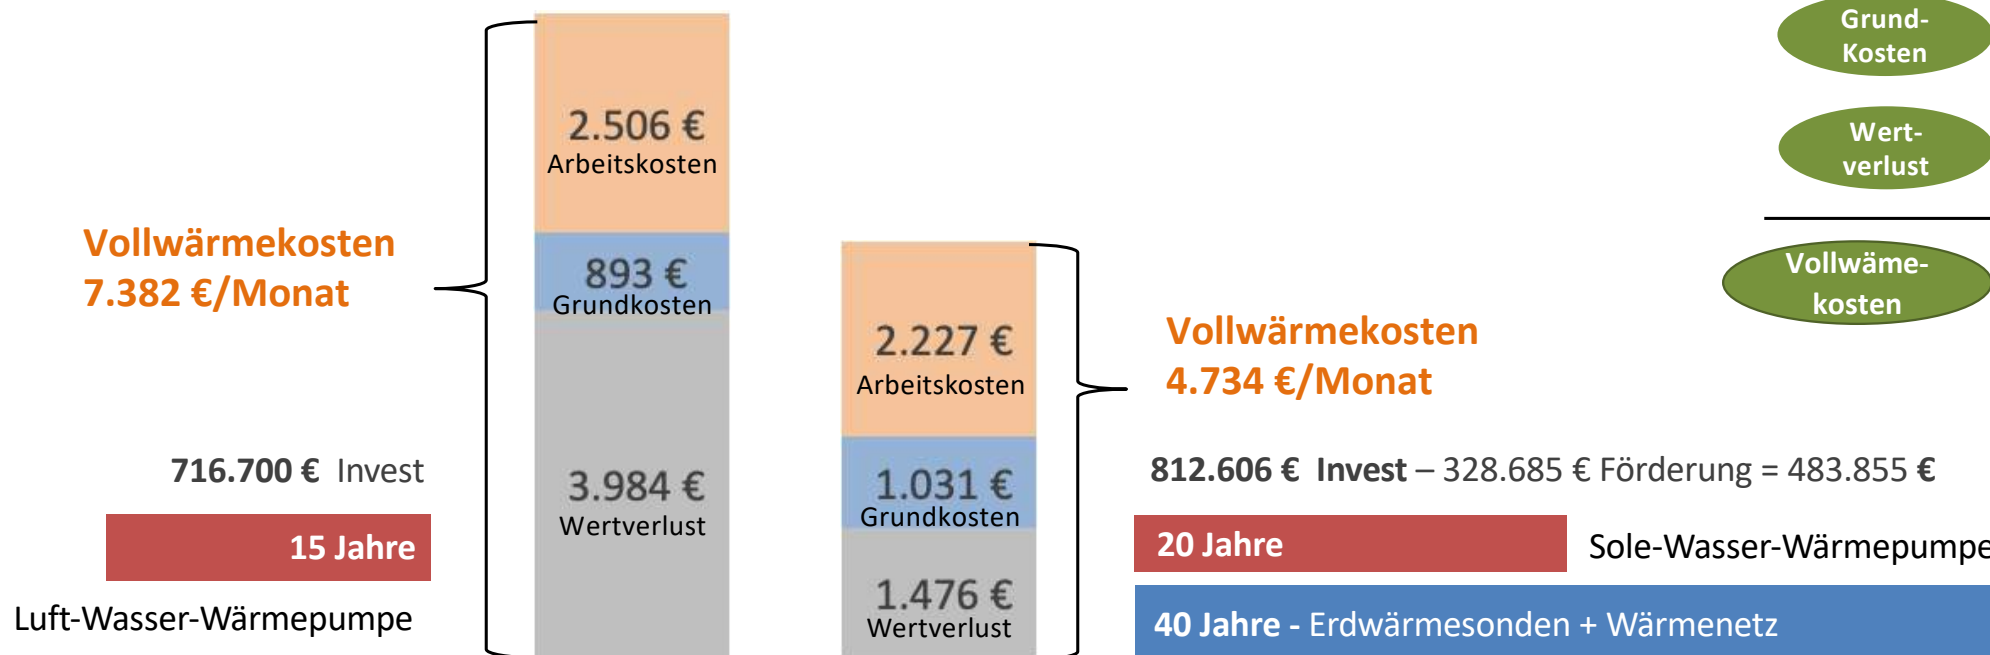 Vollwärmekosten
7.382 €/Monat
716.700 € Invest
15 Jahre
Luft-Wasser-Wärmepumpe
2.506 €
Arbeitskosten
893 €
Grundkosten
3.984 €
Wertverlust
2.227 €
Arbeitskosten
1.031 €
Grundkosten
1.476 €
Wertverlust
Vollwärmekosten
4.734 €/Monat
812.606 € Invest – 328.685 € Förderung = 483.855 €
20 Jahre
Sole-Wasser-Wärmepumpe
40 Jahre - Erdwärmesonden + Wärmenetz
Grund-
Kosten
Wert-
verlust
Vollwäme-
kosten